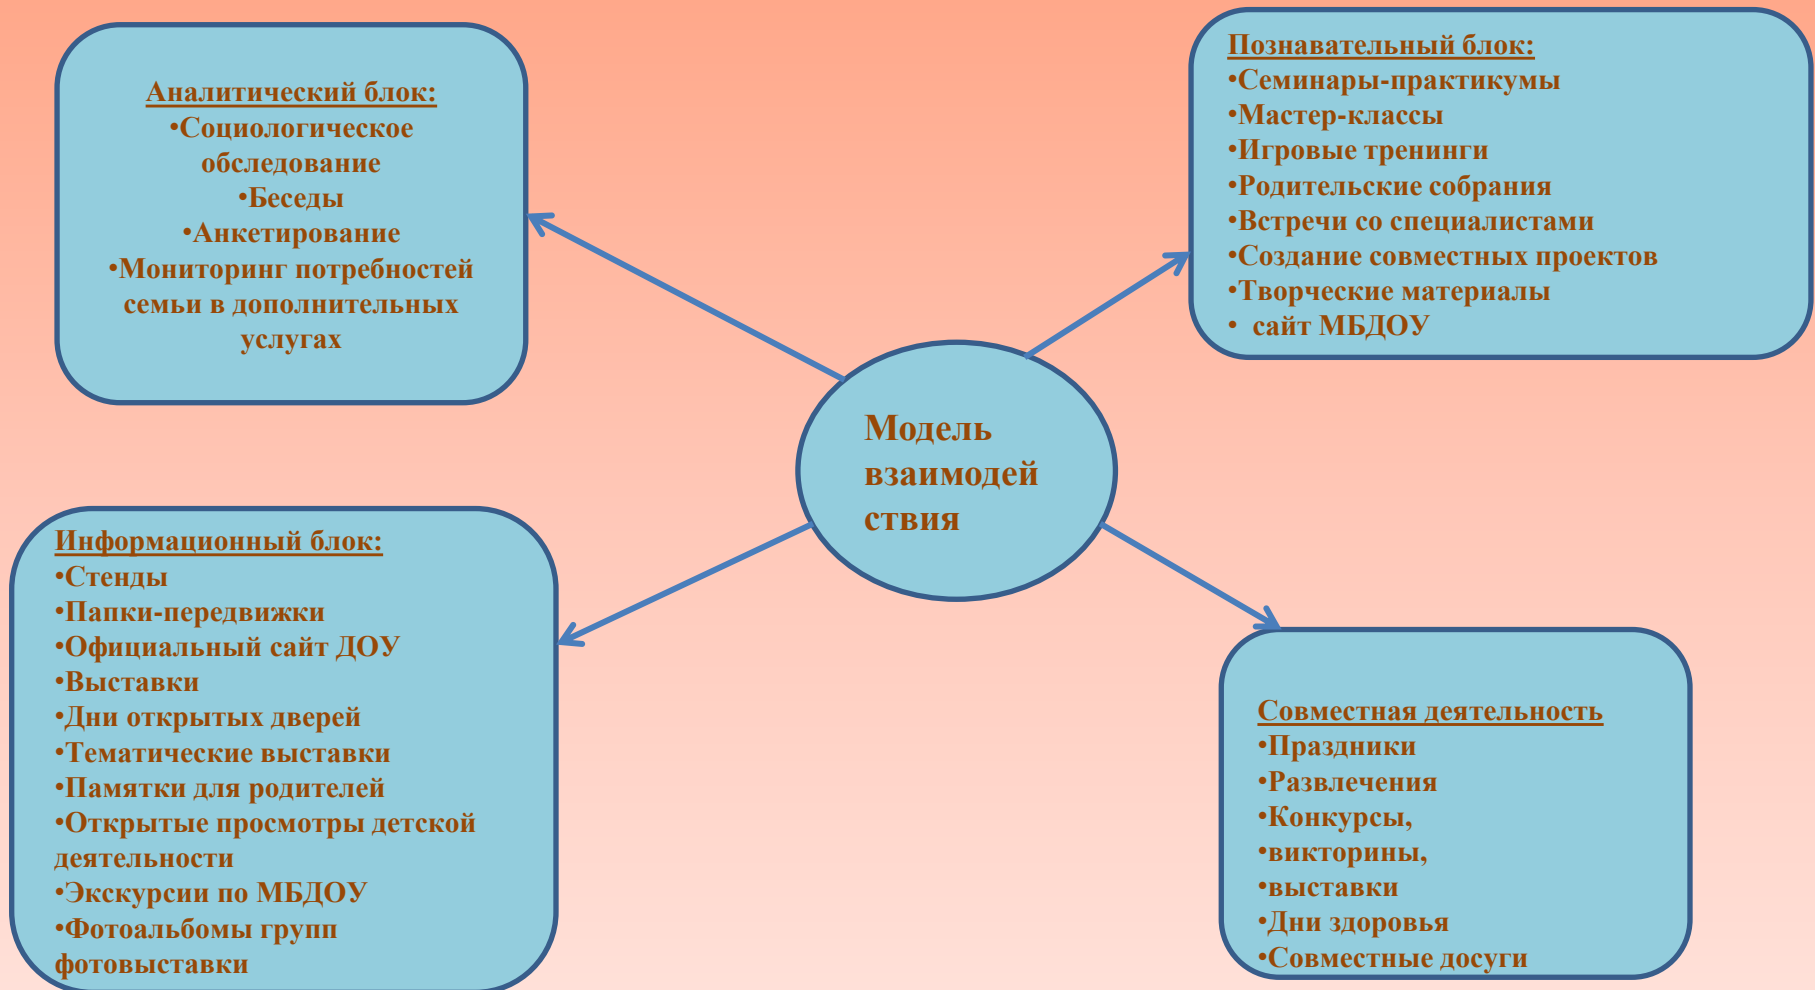 Аналитический блок:
•Социологическое
обследование
•Беседы
•Анкетирование
•Мониторинг потребностей
семьи в дополнительных
услугах
Познавательный блок:
•Семинары-практикумы
•Мастер-классы
•Игровые тренинги
•Родительские собрания
•Встречи со специалистами
•Создание совместных проектов
•Творческие материалы
• сайт МБДОУ
Модель
взаимодей
ствия
Информационный блок:
•Стенды
•Папки-передвижки
•Официальный сайт ДОУ
•Выставки
•Дни открытых дверей
•Тематические выставки
•Памятки для родителей
•Открытые просмотры детской
деятельности
•Экскурсии по МБДОУ
•Фотоальбомы групп
фотовыставки
Совместная деятельность
•Праздники
•Развлечения
•Конкурсы,
•викторины,
•выставки
•Дни здоровья
•Совместные досуги